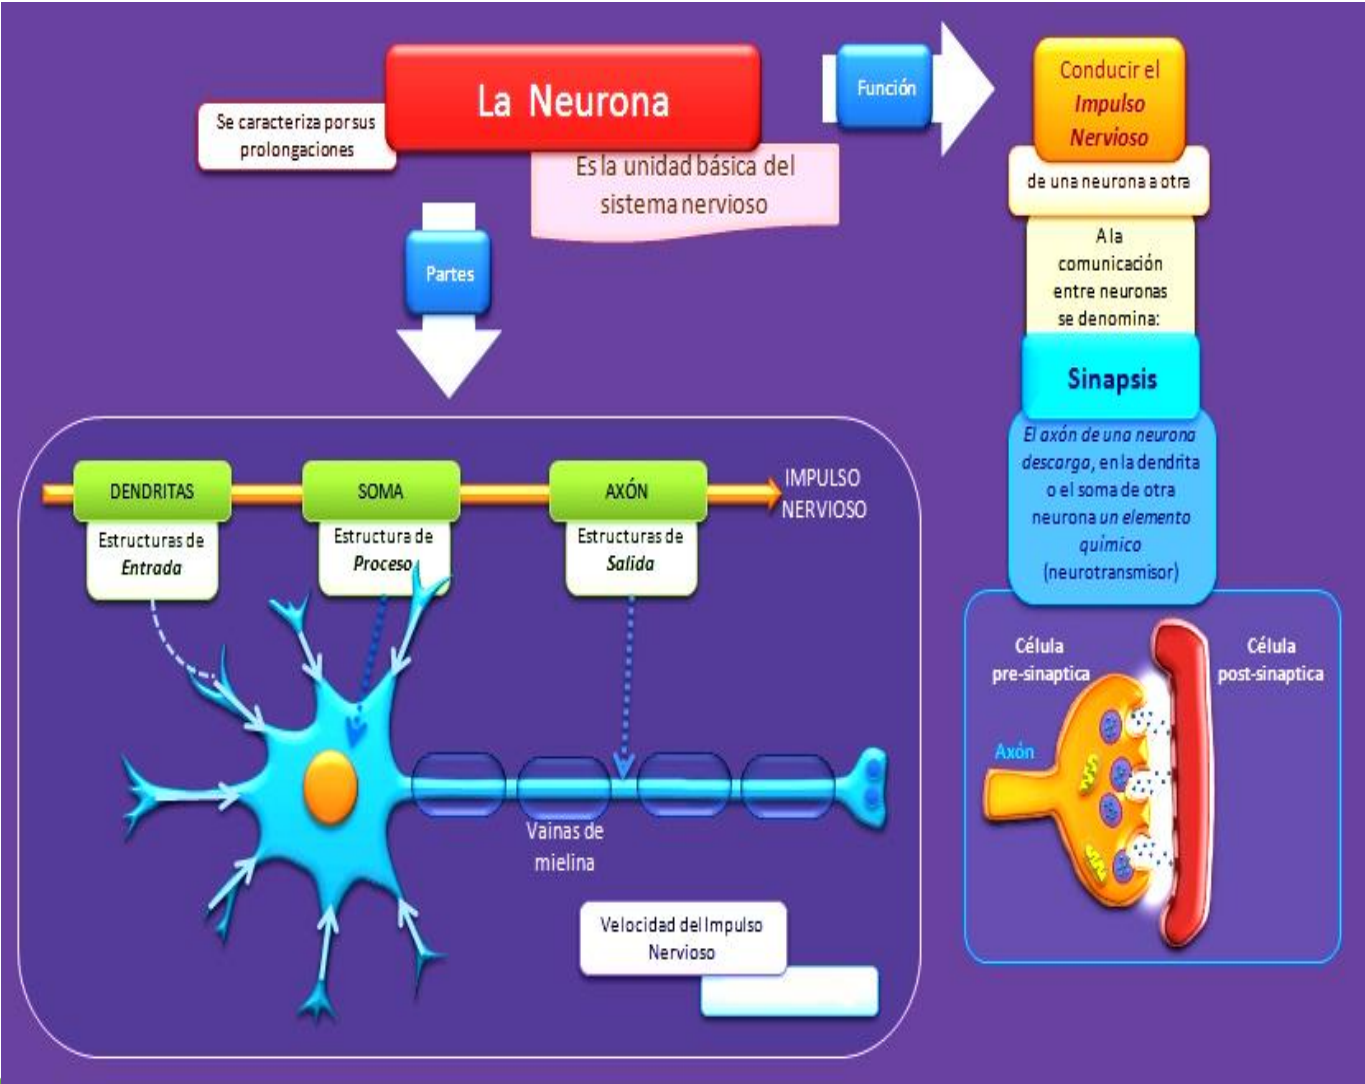 La Neurona
Se caracteriza por sus
prolongaciones
Es la unidad básica del
sistema nervioso
Función
Conducir el
Impulso
Nervioso
de una neurona a otra
A la
comunicación
entre neuronas
se denomina:
Sinapsis
El axón de una neurona
descarga, en la dendrita
o el soma de otra
neurona un elemento
químico
(neurotransmisor)
Célula
pre-sinaptica
Célula
post-sinaptica
Axón
Partes
DENDRITAS
Estructuras de
Entrada
SOMA
Estructura de
Proceso
AXÓN
Estructuras de
Salida
IMPULSO
NERVIOSO
Vainas de
mielina
Velocidad del Impulso
Nervioso